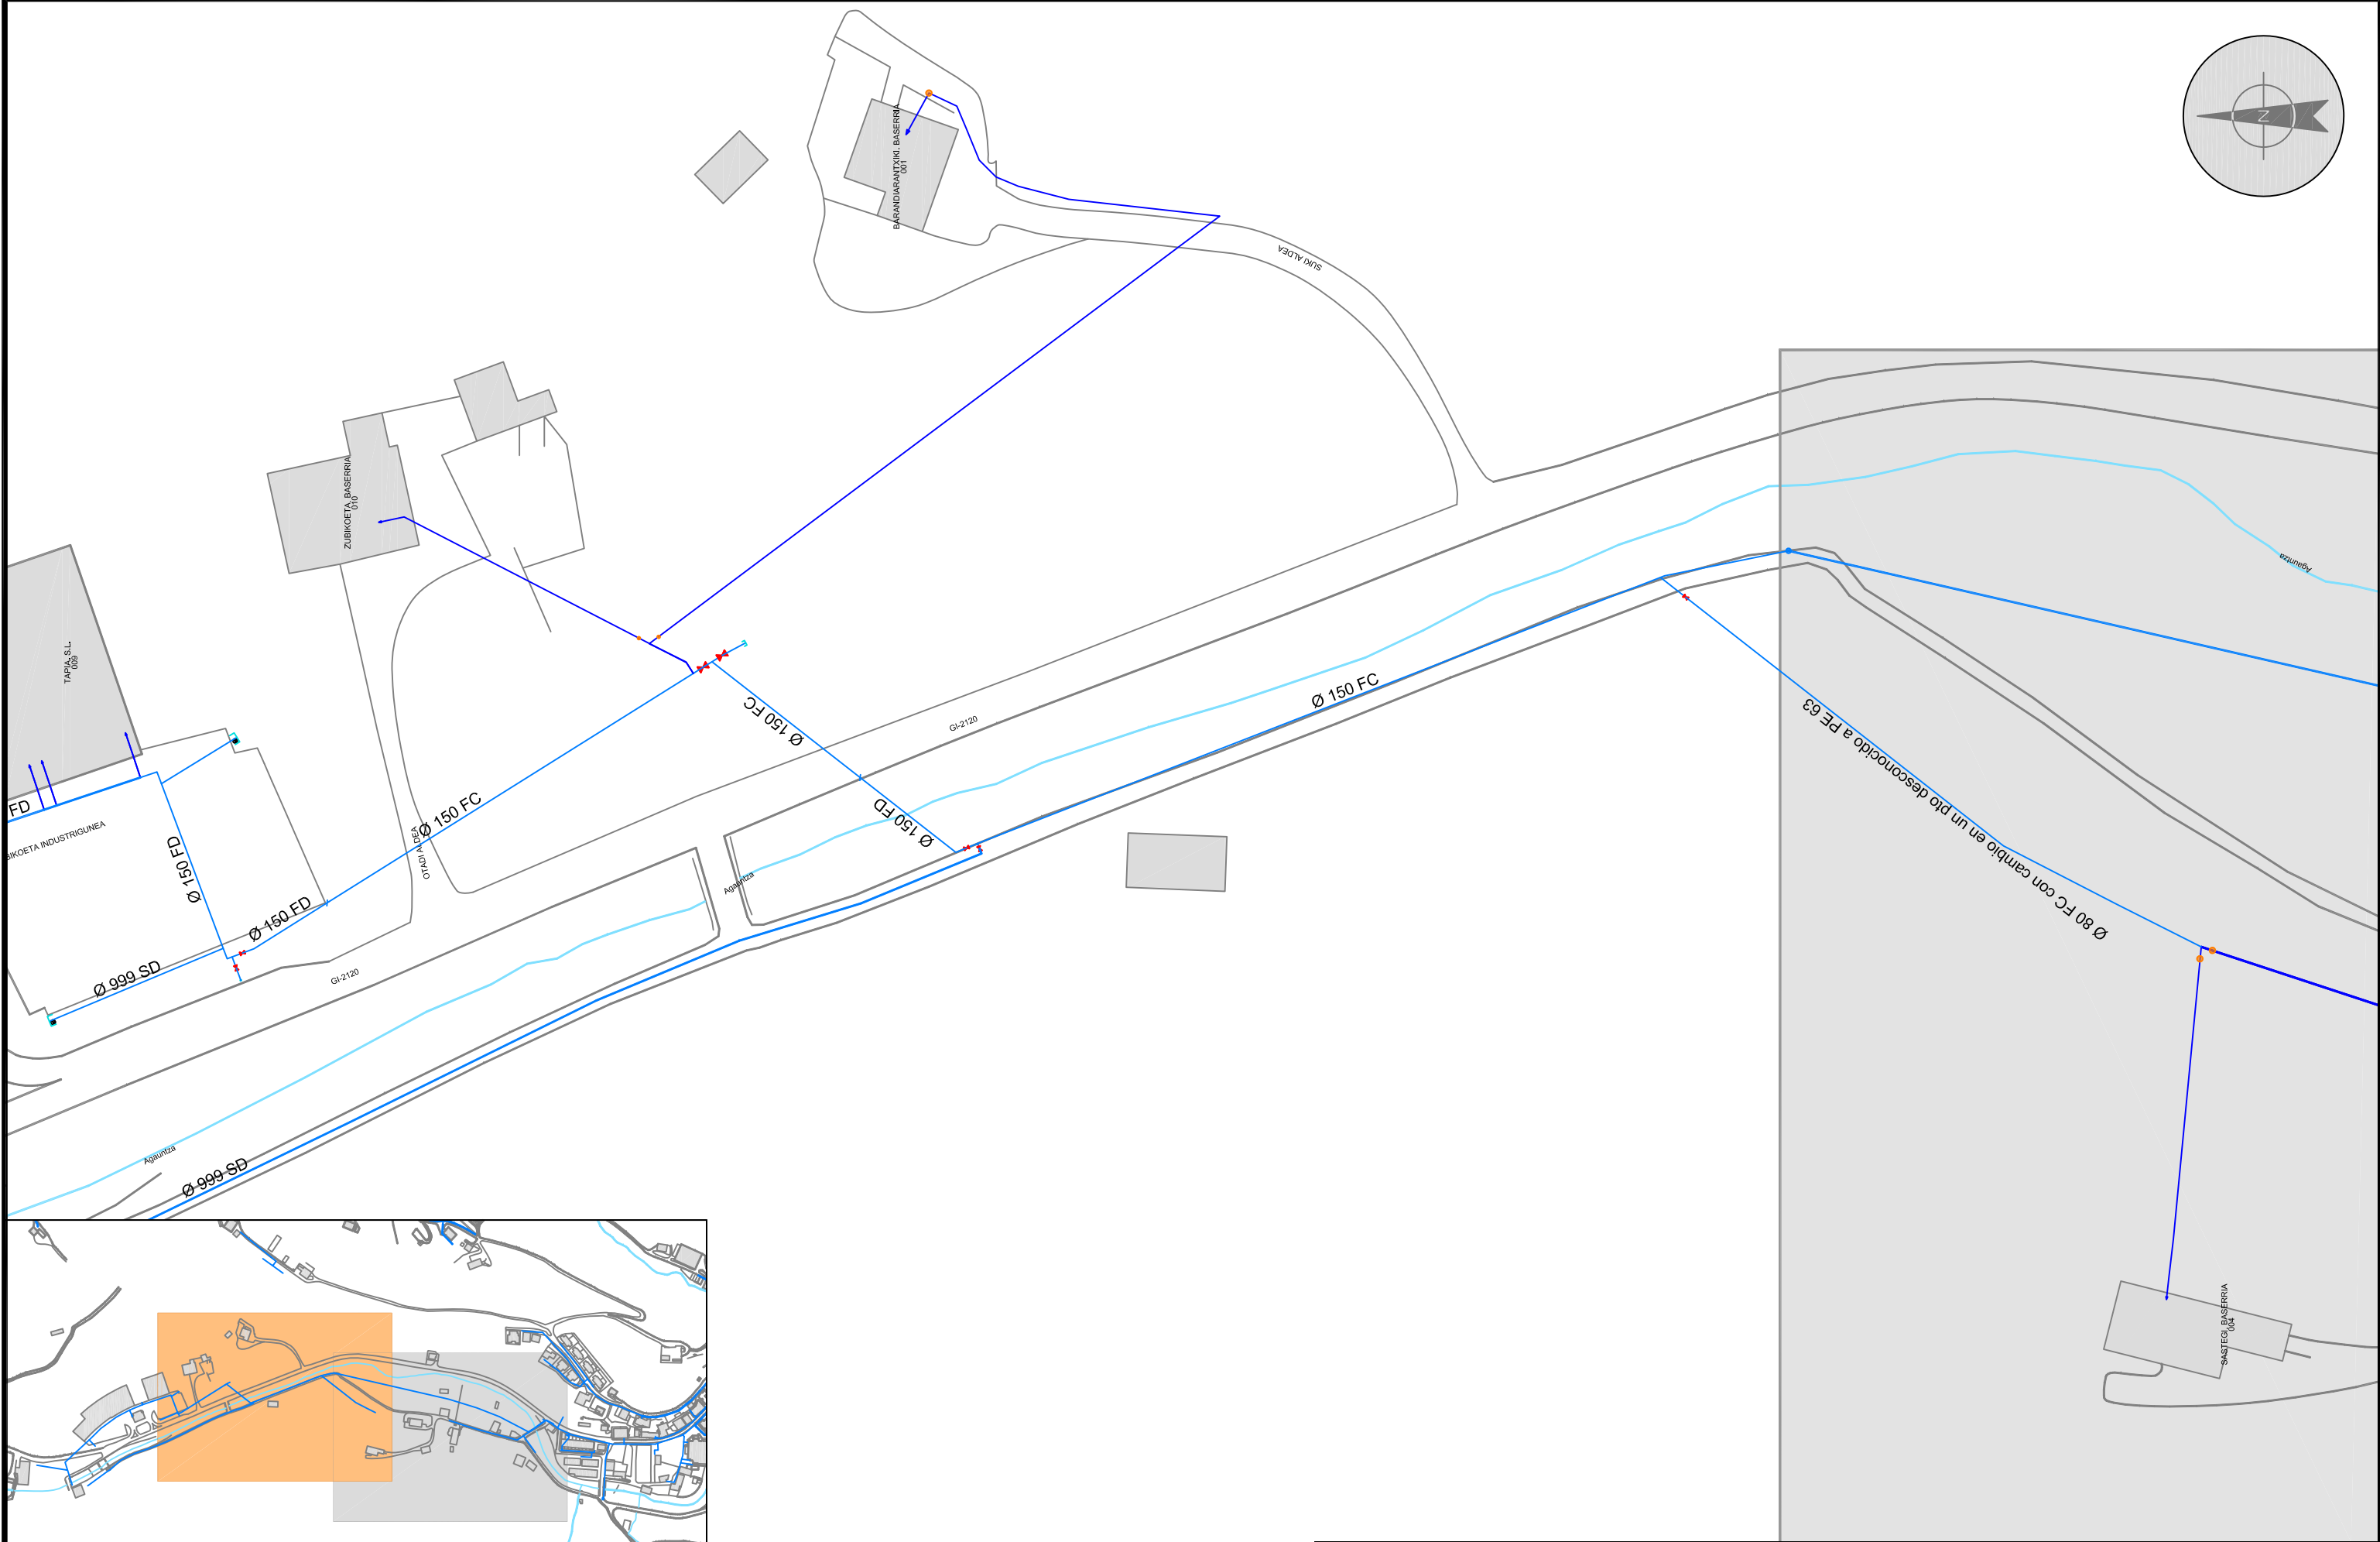 N
BARANDIARANTXIKI. BASERRIA
001
SUKI ALDEA
ZUBIKOETA. BASERRIA
010
Agauntza
TAPIA, S.L.
009
Ø 150 FC
Ø 150 FC
GI-2120
Ø 80 FC con cambio en un pto desconocido a PE 63
FD
Ø 150 FD
Ø 150 FC
IKOETA INDUSTRIGUNEA
OTADI ALDEA
Ø 150 FD
Agauntza
Ø 150 FD
Ø 999 SD
GI-2120
Agauntza
Ø 999 SD
SASTEGI. BASERRIA
004